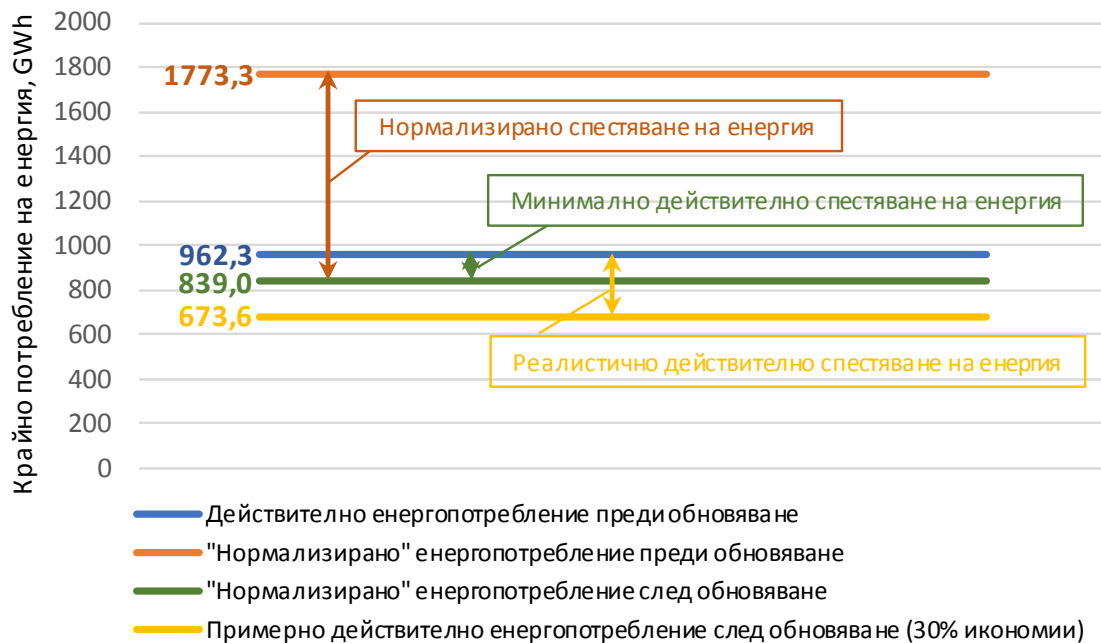 Крайно потребление на енергия, GWh
2000
1800
1600
1400
1200
1000
800
600
400
200
0
1773,3
962,3
839,0
673,6
Нормализирано спестяване на енергия
Минимално действително спестяване на енергия
Реалистично действително спестяване на енергия
Действително енергопотребление преди обновяване
"Нормализирано" енергопотребление преди обновяване
"Нормализирано" енергопотребление след обновяване
Примерно действително енергопотребление след обновяване (30% икономии)